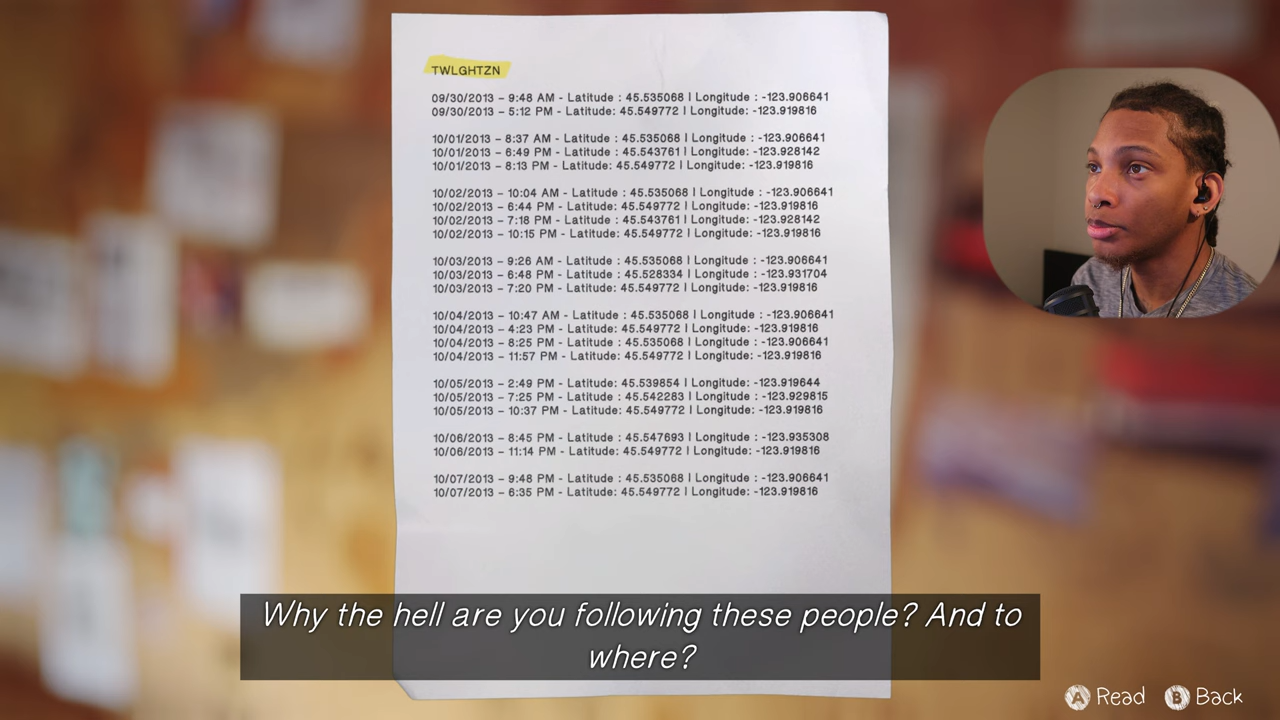 TWLGHTZN
09/30/2013 – 9:48 AM - Latitude : 45.535068 | Longitude : -123.906641
09/30/2013 – 5:12 PM - Latitude: 45.549772 | Longitude: -123.919816
10/01/2013 – 8:37 AM - Latitude : 45.535068 | Longitude : -123.906641
10/01/2013 – 6:49 PM - Latitude: 45.543761 | Longitude: -123.928142
10/01/2013 – 8:13 PM - Latitude: 45.549772 | Longitude: -123.919816
10/02/2013 – 10:04 AM - Latitude : 45.535068 | Longitude : -123.906641
10/02/2013 – 6:44 PM - Latitude: 45.549772 | Longitude: -123.919816
10/02/2013 – 7:18 PM - Latitude: 45.543761 | Longitude: -123.928142
10/02/2013 – 10:15 PM - Latitude: 45.549772 | Longitude: -123.919816
10/03/2013 – 9:26 AM - Latitude : 45.535068 | Longitude : -123.906641
10/03/2013 – 6:48 PM - Latitude: 45.528334 | Longitude: -123.931704
10/03/2013 – 7:20 PM - Latitude: 45.549772 | Longitude: -123.919816
10/04/2013 – 10:47 AM - Latitude : 45.535068 | Longitude : -123.906641
10/04/2013 – 4:23 PM - Latitude: 45.549772 | Longitude: -123.919816
10/04/2013 – 8:25 PM - Latitude: 45.535068 | Longitude: -123.906641
10/04/2013 – 11:57 PM - Latitude: 45.549772 | Longitude: -123.919816
10/05/2013 – 2:49 PM - Latitude: 45.539854 | Longitude: -123.919644
10/05/2013 – 7:25 PM - Latitude : 45.542283 | Longitude : -123.929815
10/05/2013 – 10:37 PM - Latitude: 45.549772 | Longitude: -123.919816
10/06/2013 – 8:45 PM - Latitude : 45.547693 | Longitude : -123.935308
10/06/2013 – 11:14 PM - Latitude: 45.549772 | Longitude: -123.919816
10/07/2013 – 9:48 PM - Latitude : 45.535068 | Longitude : -123.906641
10/07/2013 – 6:35 PM - Latitude: 45.549772 | Longitude: -123.919816
Why the hell are you following these people? And to
where?
A Read B Back